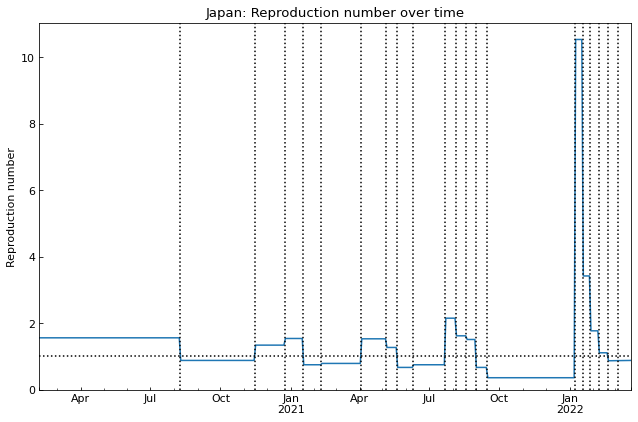 Japan: Reproduction number over time
Reproduction number
10
8
6
4
2
0
Apr
Jul
Oct
Jan
2021
Apr
Jul
Oct
Jan
2022